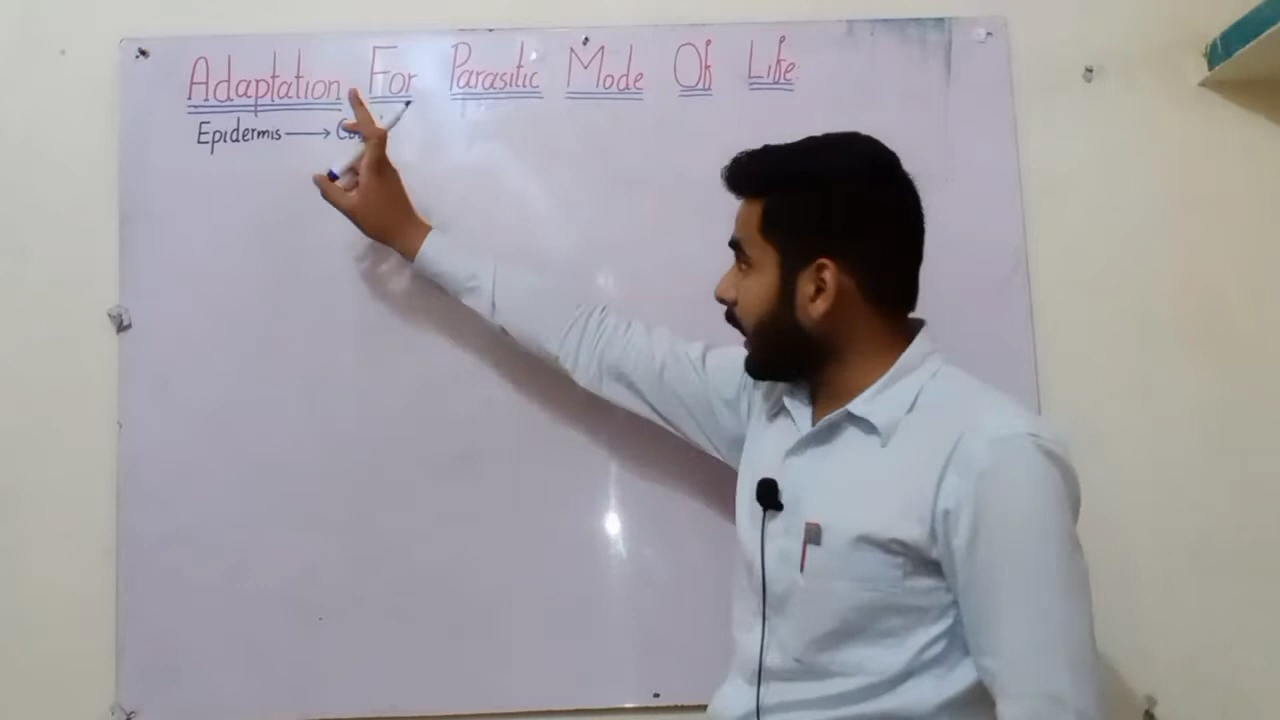 Adaptation For Parasitic Mode Of Life:
Epidermis →